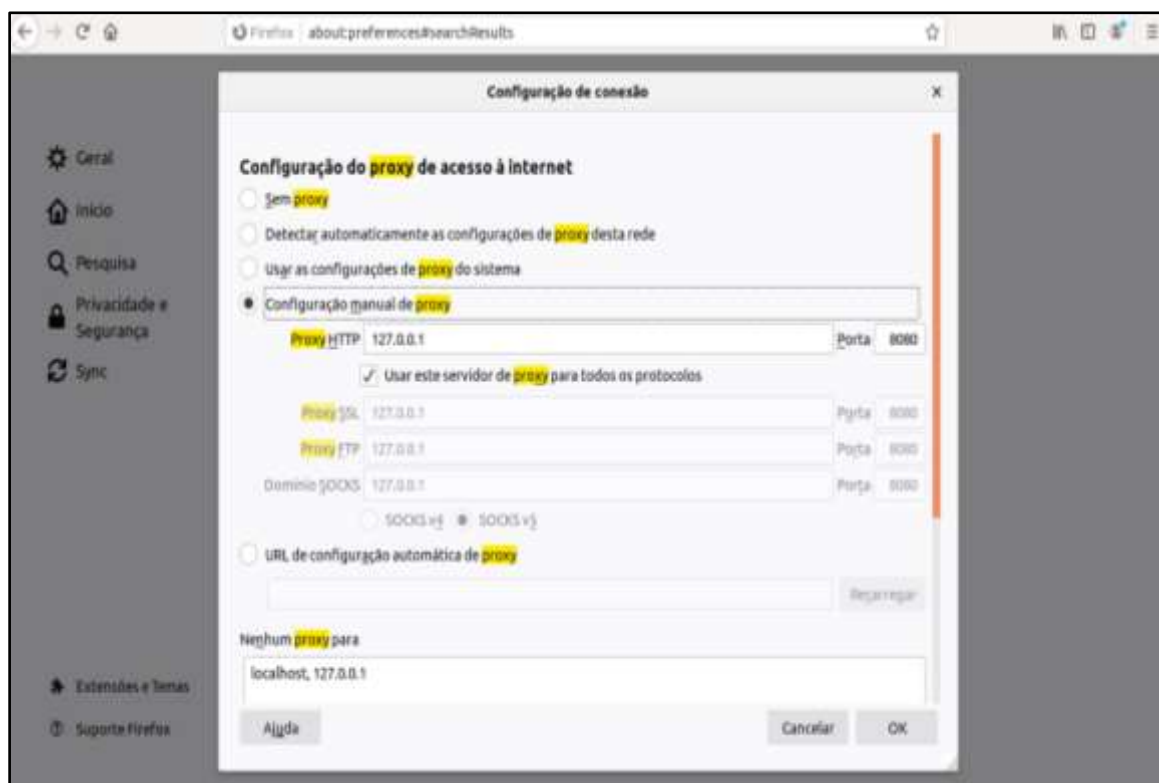 Firefox about:preferences#searchResults
Configuração de conexão
Geral
Início
Pesquisa
Privacidade e
Segurança
Sync
Extensões e Temas
Suporte Firefox
Configuração do proxy de acesso à internet
Sem proxy
Detectar automaticamente as configurações de proxy desta rede
Usar as configurações de proxy do sistema
Configuração manual de proxy
Proxy HTTP 127.0.0.1 Porta 8080
Usar este servidor de proxy para todos os protocolos
Proxy SSL 127.0.0.1 Porta 8080
Proxy FTP 127.0.0.1 Porta 8080
Domínio SOCKS 127.0.0.1 Porta 8080
SOCKS v4 SOCKS v5
URL de configuração automática de proxy
Recarregar
Nenhum proxy para
localhost, 127.0.0.1
Ajuda Cancelar OK